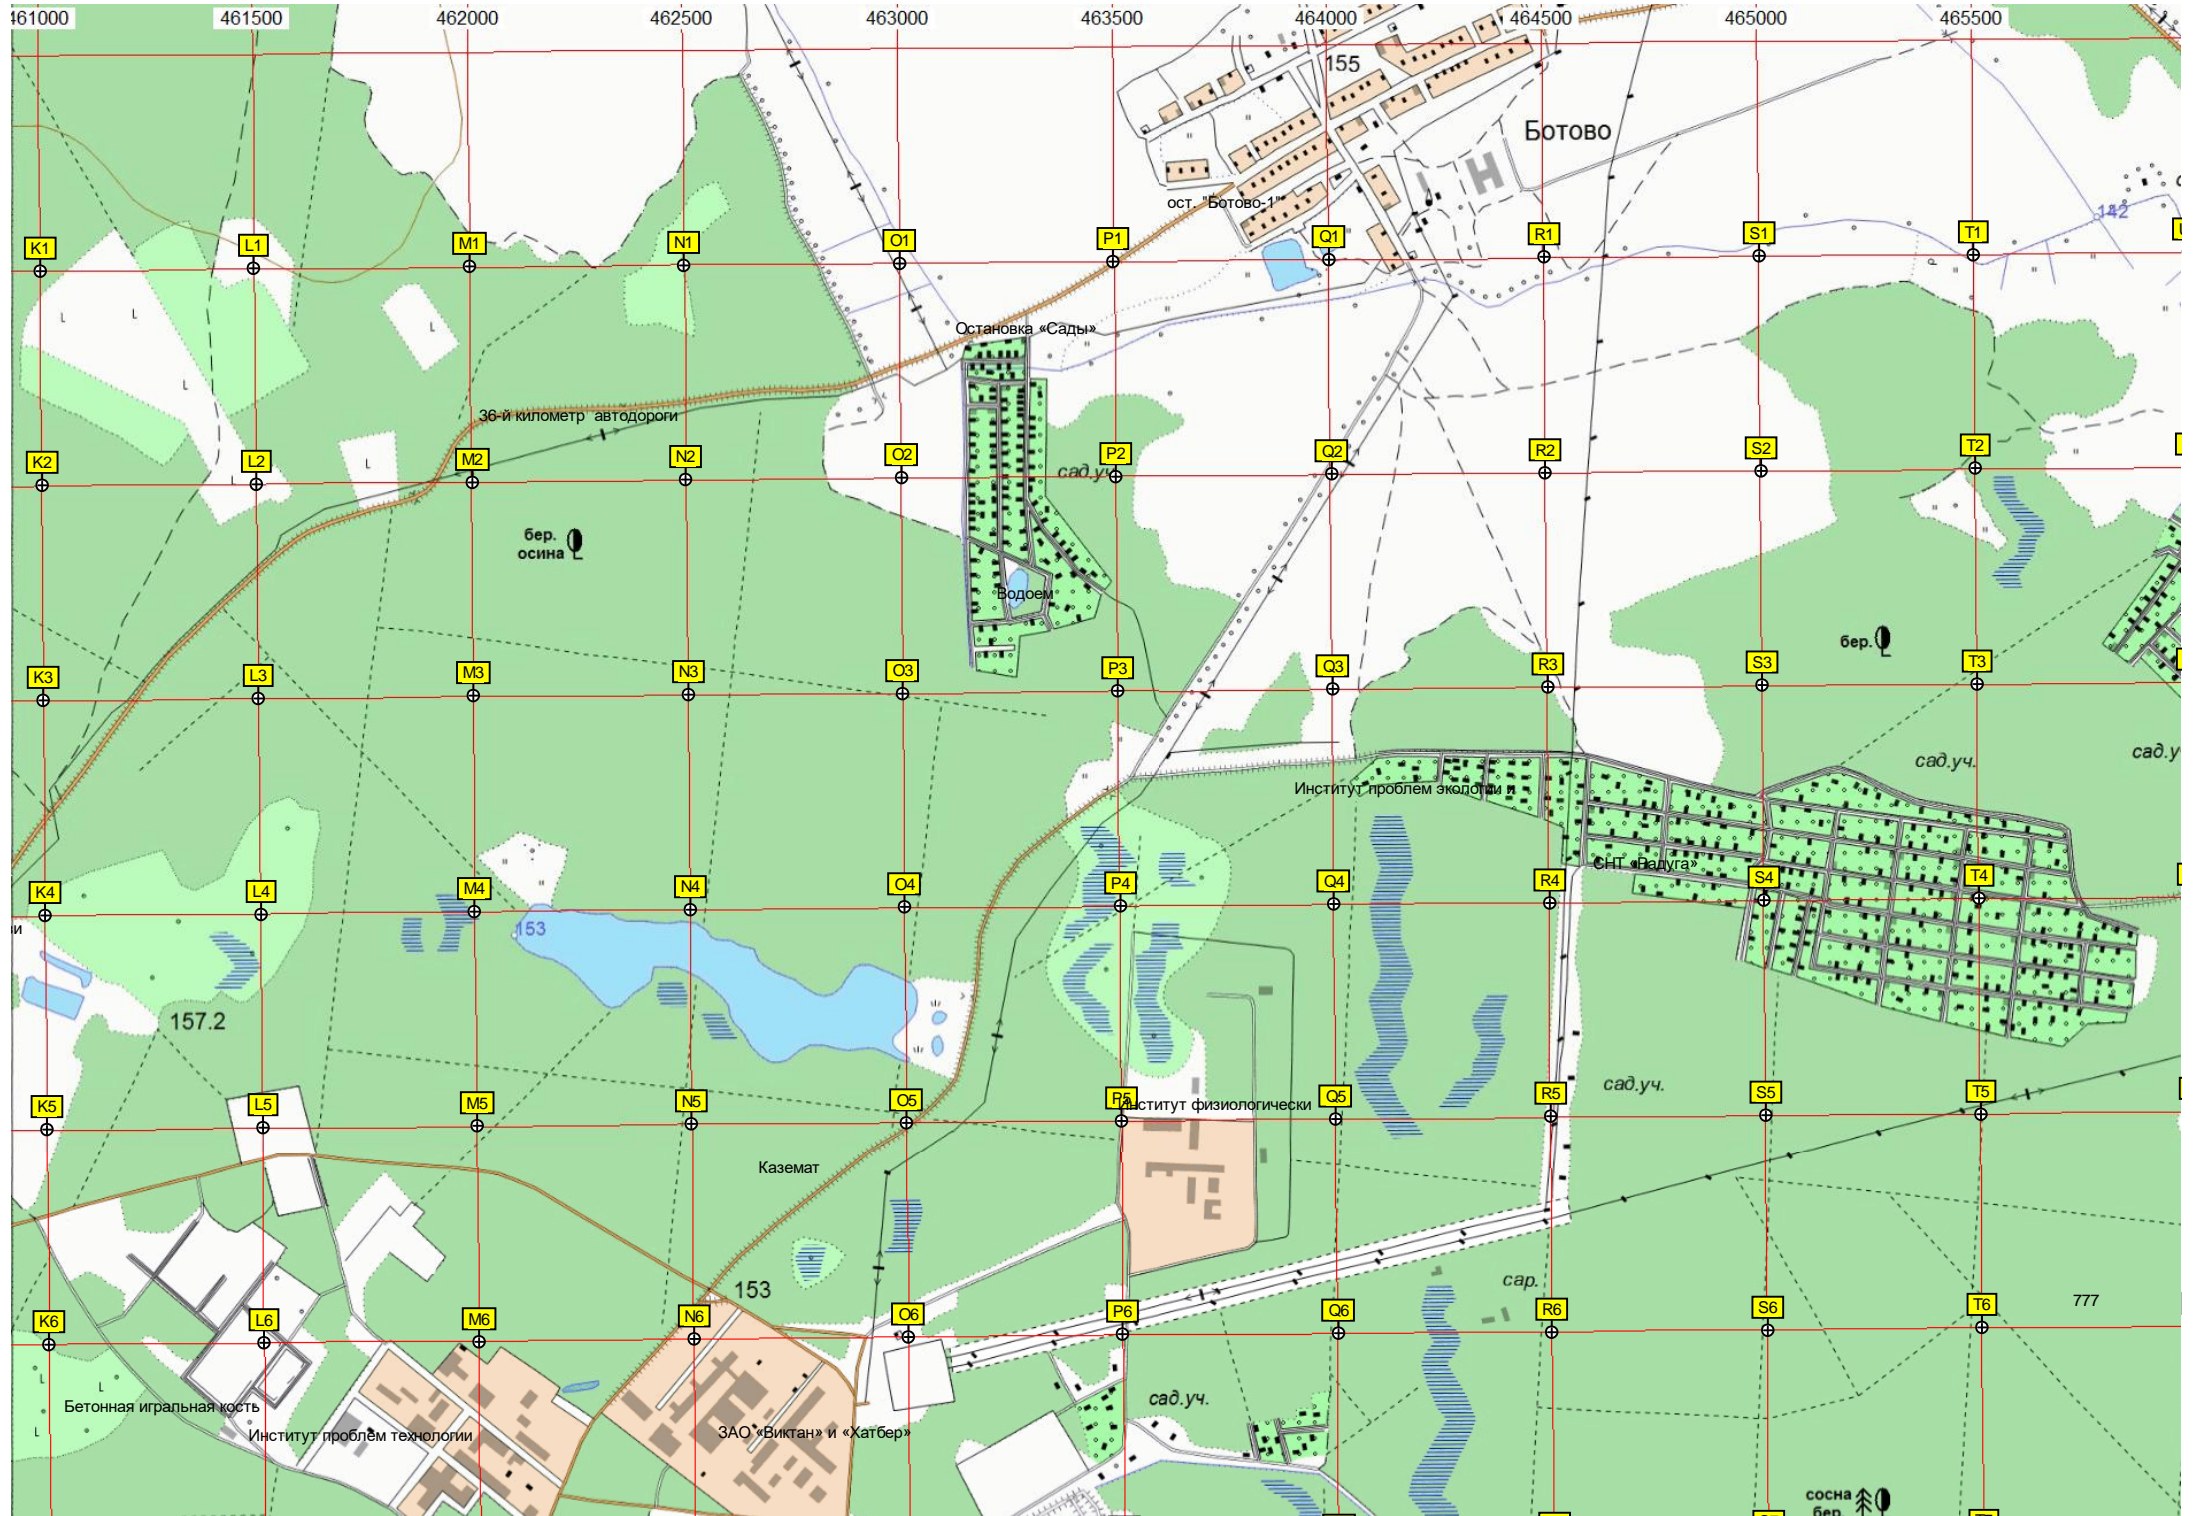 461000 461500 462000 462500 463000 463500 464000 464500 465000 465500
155
Ботово
ост. "Ботово-1"
142
K1 L1 M1 N1 O1 P1 Q1 R1 S1 T1
Остановка «Сады»
36-й километр автодороги
K2 L2 M2 N2 O2 P2 Q2 R2 S2 T2
сад.уч
бер.
осина
Водоем
бер.
K3 L3 M3 N3 O3 P3 Q3 R3 S3 T3
сад.у
сад.уч.
Институт проблем экологии и
СНТ «Радуга»
K4 L4 M4 N4 O4 P4 Q4 R4 S4 T4
ви
153
157.2
сад.уч.
K5 L5 M5 N5 O5 P5 Q5 R5 S5 T5
Институт физиологически
Каземат
153
сар.
777
K6 L6 M6 N6 O6 P6 Q6 R6 S6 T6
сад.уч.
Бетонная игральная кость
Институт проблем технологии
ЗАО «Виктан» и «Хатбер»
сосна
бер.